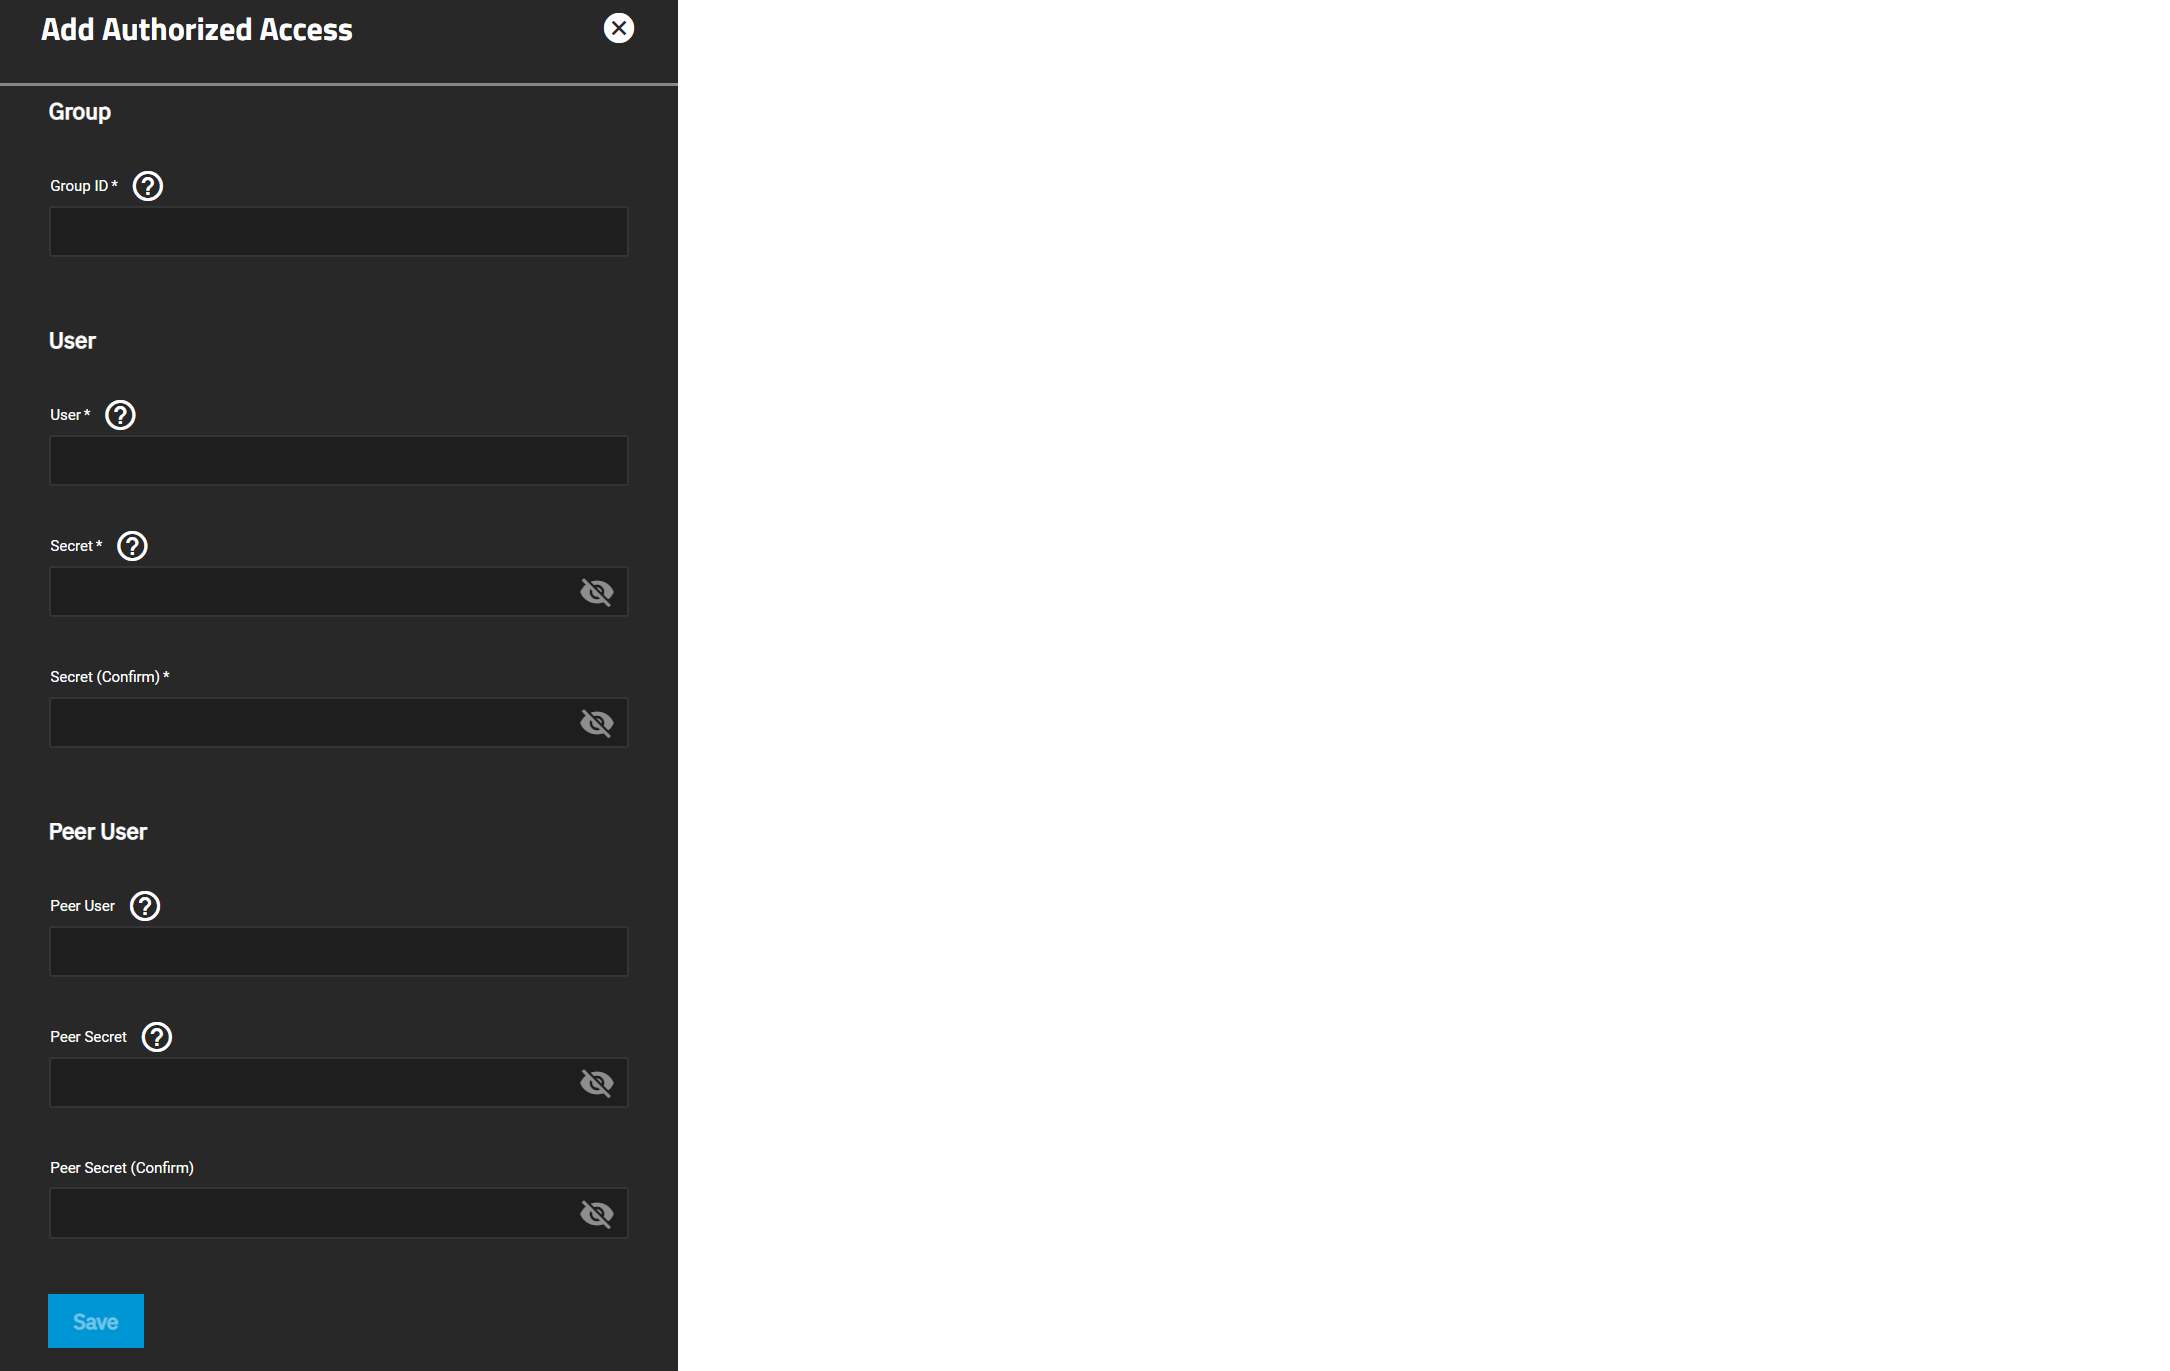 Add Authorized Access
Group
Group ID *
User
User *
Secret *
Secret (Confirm) *
Peer User
Peer User
Peer Secret
Peer Secret (Confirm)
Save